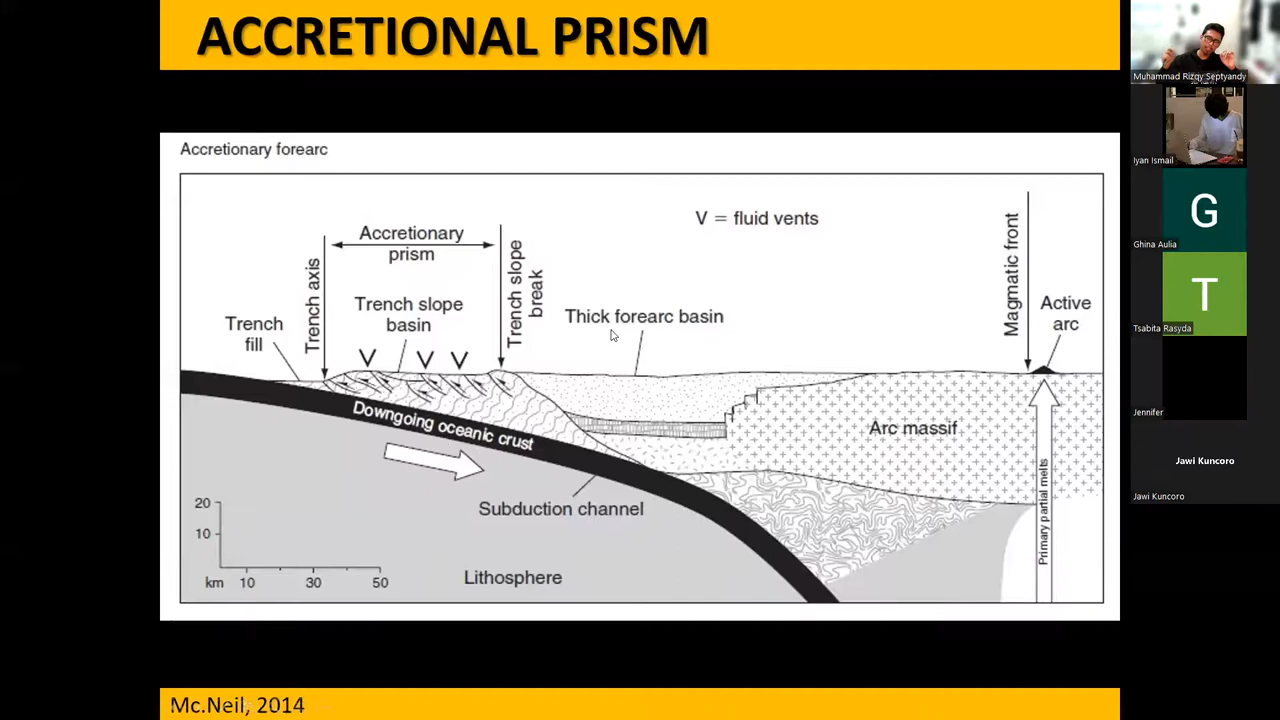 ACCRETIONAL PRISM
Accretionary forearc
V = fluid vents
Accretionary
prism
Trench axis
Trench slope
break
Magmatic front
Trench slope
basin
Thick forearc basin
Active
arc
Trench
fill
V V V
Downgoing oceanic crust
Arc massif
Subduction channel
Primary partial melts
Lithosphere
20
10
km 10 30 50
Mc.Neil, 2014
Muhammad Rizqy Septyandy
Iyan Ismail
G
Ghina Aulia
T
Tsabita Rasyda
Jennifer
Jawi Kuncoro
Jawi Kuncoro